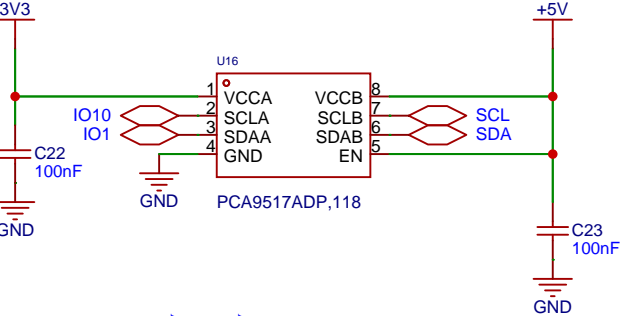 3V3
+5V
U16
1
VCCA
VCCB
8
IO10
2
SCLA
SCLB
7
SCL
IO1
3
SDAA
SDAB
6
SDA
4
GND
EN
5
C22
100nF
GND
PCA9517ADP,118
GND
C23
100nF
GND